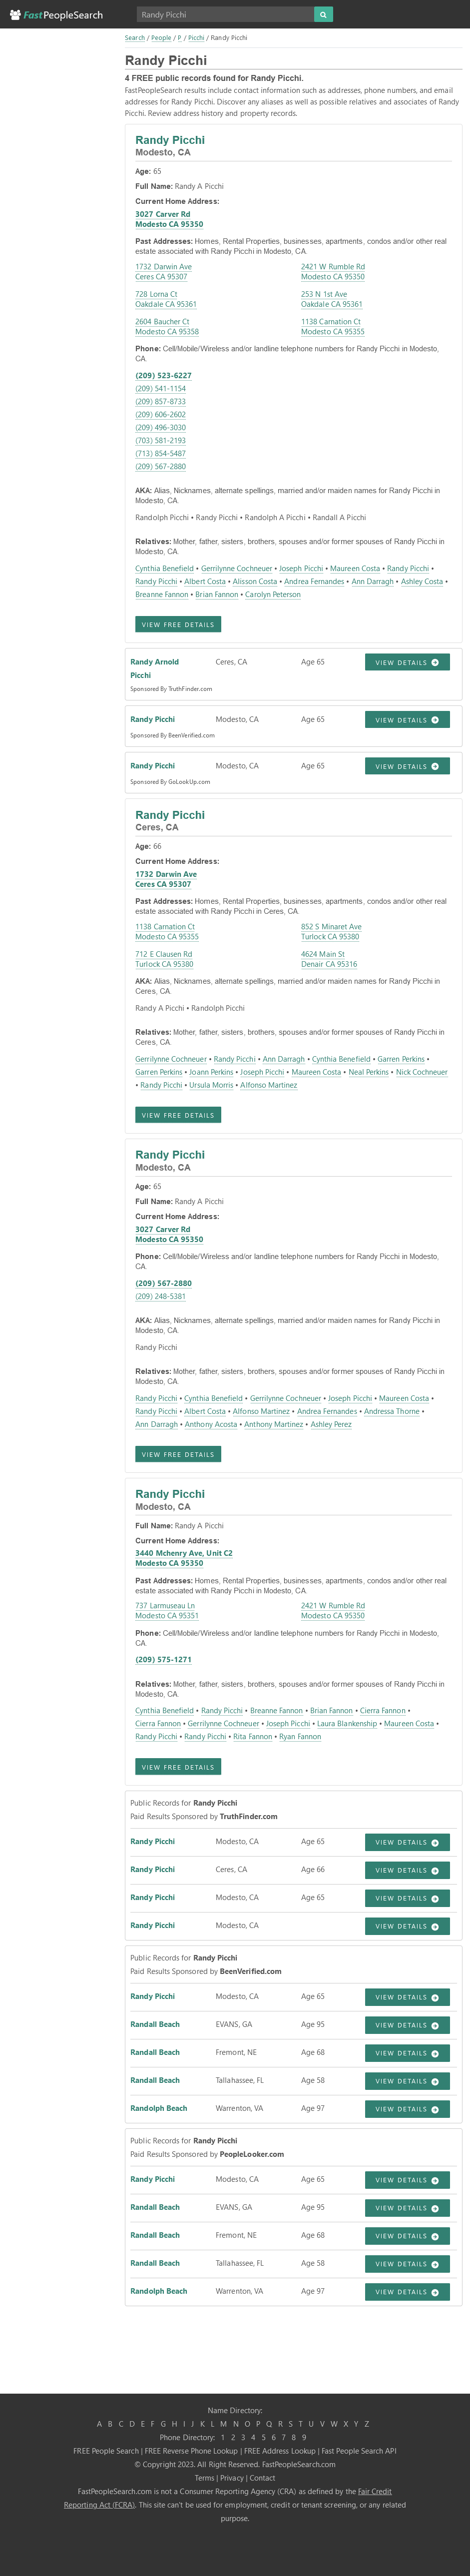 FastPeopleSearch
Randy Picchi
Search / People / P / Picchi / Randy Picchi
Randy Picchi
4 FREE public records found for Randy Picchi.
FastPeopleSearch results include contact information such as addresses, phone numbers, and email
addresses for Randy Picchi. Discover any aliases as well as possible relatives and associates of Randy
Picchi. Review address history and property records.
Randy Picchi
Modesto, CA
Age: 65
Full Name: Randy A Picchi
Current Home Address:
3027 Carver Rd
Modesto CA 95350
Past Addresses: Homes, Rental Properties, businesses, apartments, condos and/or other real
estate associated with Randy Picchi in Modesto, CA.
1732 Darwin Ave
Ceres CA 95307
2421 W Rumble Rd
Modesto CA 95350
728 Loma Ct
Oakdale CA 95361
253 N 1st Ave
Oakdale CA 95361
2604 Baucher Ct
Modesto CA 95358
1138 Carnation Ct
Modesto CA 95355
Phone: Cell/Mobile/Wireless and/or landline telephone numbers for Randy Picchi in Modesto,
CA.
(209) 523-6227
(209) 541-1154
(209) 857-8733
(209) 606-2602
(209) 496-3030
(703) 581-2193
(713) 854-5487
(209) 567-2880
AKA: Alias, Nicknames, alternate spellings, married and/or maiden names for Randy Picchi in
Modesto, CA.
Randolph Picchi • Randy Picchi • Randolph A Picchi • Randall A Picchi
Relatives: Mother, father, sisters, brothers, spouses and/or former spouses of Randy Picchi in
Modesto, CA.
Cynthia Benefield • Gerrilynne Cochneuer • Joseph Picchi • Maureen Costa • Randy Picchi •
Randy Picchi • Albert Costa • Alisson Costa • Andrea Fernandes • Ann Darragh • Ashley Costa •
Breanne Fannon • Brian Fannon • Carolyn Peterson
VIEW FREE DETAILS
Randy Arnold
Picchi
Ceres, CA
Age 65
VIEW DETAILS
Sponsored By TruthFinder.com
Randy Picchi
Modesto, CA
Age 65
VIEW DETAILS
Sponsored By BeenVerified.com
Randy Picchi
Modesto, CA
Age 65
VIEW DETAILS
Sponsored By GoLookUp.com
Randy Picchi
Ceres, CA
Age: 66
Current Home Address:
1732 Darwin Ave
Ceres CA 95307
Past Addresses: Homes, Rental Properties, businesses, apartments, condos and/or other real
estate associated with Randy Picchi in Ceres, CA.
1138 Carnation Ct
Modesto CA 95355
852 S Minaret Ave
Turlock CA 95380
712 E Clausen Rd
Turlock CA 95380
4624 Main St
Denair CA 95316
AKA: Alias, Nicknames, alternate spellings, married and/or maiden names for Randy Picchi in
Ceres, CA.
Randy A Picchi • Randolph Picchi
Relatives: Mother, father, sisters, brothers, spouses and/or former spouses of Randy Picchi in
Ceres, CA.
Gerrilynne Cochneuer • Randy Picchi • Ann Darragh • Cynthia Benefield • Garren Perkins •
Garren Perkins • Joann Perkins • Joseph Picchi • Maureen Costa • Neal Perkins • Nick Cochneuer
• Randy Picchi • Ursula Morris • Alfonso Martinez
VIEW FREE DETAILS
Randy Picchi
Modesto, CA
Age: 65
Full Name: Randy A Picchi
Current Home Address:
3027 Carver Rd
Modesto CA 95350
Phone: Cell/Mobile/Wireless and/or landline telephone numbers for Randy Picchi in Modesto,
CA.
(209) 567-2880
(209) 248-5381
AKA: Alias, Nicknames, alternate spellings, married and/or maiden names for Randy Picchi in
Modesto, CA.
Randy Picchi
Relatives: Mother, father, sisters, brothers, spouses and/or former spouses of Randy Picchi in
Modesto, CA.
Randy Picchi • Cynthia Benefield • Gerrilynne Cochneuer • Joseph Picchi • Maureen Costa •
Randy Picchi • Albert Costa • Alfonso Martinez • Andrea Fernandes • Andressa Thorne •
Ann Darragh • Anthony Acosta • Anthony Martinez • Ashley Perez
VIEW FREE DETAILS
Randy Picchi
Modesto, CA
Full Name: Randy A Picchi
Current Home Address:
3440 Mchenry Ave, Unit C2
Modesto CA 95350
Past Addresses: Homes, Rental Properties, businesses, apartments, condos and/or other real
estate associated with Randy Picchi in Modesto, CA.
737 Larmuseau Ln
Modesto CA 95351
2421 W Rumble Rd
Modesto CA 95350
Phone: Cell/Mobile/Wireless and/or landline telephone numbers for Randy Picchi in Modesto,
CA.
(209) 575-1271
Relatives: Mother, father, sisters, brothers, spouses and/or former spouses of Randy Picchi in
Modesto, CA.
Cynthia Benefield • Randy Picchi • Breanne Fannon • Brian Fannon • Cierra Fannon •
Cierra Fannon • Gerrilynne Cochneuer • Joseph Picchi • Laura Blankenship • Maureen Costa •
Randy Picchi • Randy Picchi • Rita Fannon • Ryan Fannon
VIEW FREE DETAILS
Public Records for Randy Picchi
Paid Results Sponsored by TruthFinder.com
Randy Picchi
Modesto, CA
Age 65
VIEW DETAILS
Randy Picchi
Ceres, CA
Age 66
VIEW DETAILS
Randy Picchi
Modesto, CA
Age 65
VIEW DETAILS
Randy Picchi
Modesto, CA
VIEW DETAILS
Public Records for Randy Picchi
Paid Results Sponsored by BeenVerified.com
Randy Picchi
Modesto, CA
Age 65
VIEW DETAILS
Randall Beach
EVANS, GA
Age 95
VIEW DETAILS
Randall Beach
Fremont, NE
Age 68
VIEW DETAILS
Randall Beach
Tallahassee, FL
Age 58
VIEW DETAILS
Randolph Beach
Warrenton, VA
Age 97
VIEW DETAILS
Public Records for Randy Picchi
Paid Results Sponsored by PeopleLooker.com
Randy Picchi
Modesto, CA
Age 65
VIEW DETAILS
Randall Beach
EVANS, GA
Age 95
VIEW DETAILS
Randall Beach
Fremont, NE
Age 68
VIEW DETAILS
Randall Beach
Tallahassee, FL
Age 58
VIEW DETAILS
Randolph Beach
Warrenton, VA
Age 97
VIEW DETAILS
Name Directory:
A B C D E F G H I J K L M N O P Q R S T U V W X Y Z
Phone Directory: 1 2 3 4 5 6 7 8 9
FREE People Search | FREE Reverse Phone Lookup | FREE Address Lookup | Fast People Search API
© Copyright 2023. All Right Reserved. FastPeopleSearch.com
Terms | Privacy | Contact
FastPeopleSearch.com is not a Consumer Reporting Agency (CRA) as defined by the Fair Credit
Reporting Act (FCRA). This site can't be used for employment, credit or tenant screening, or any related
purpose.